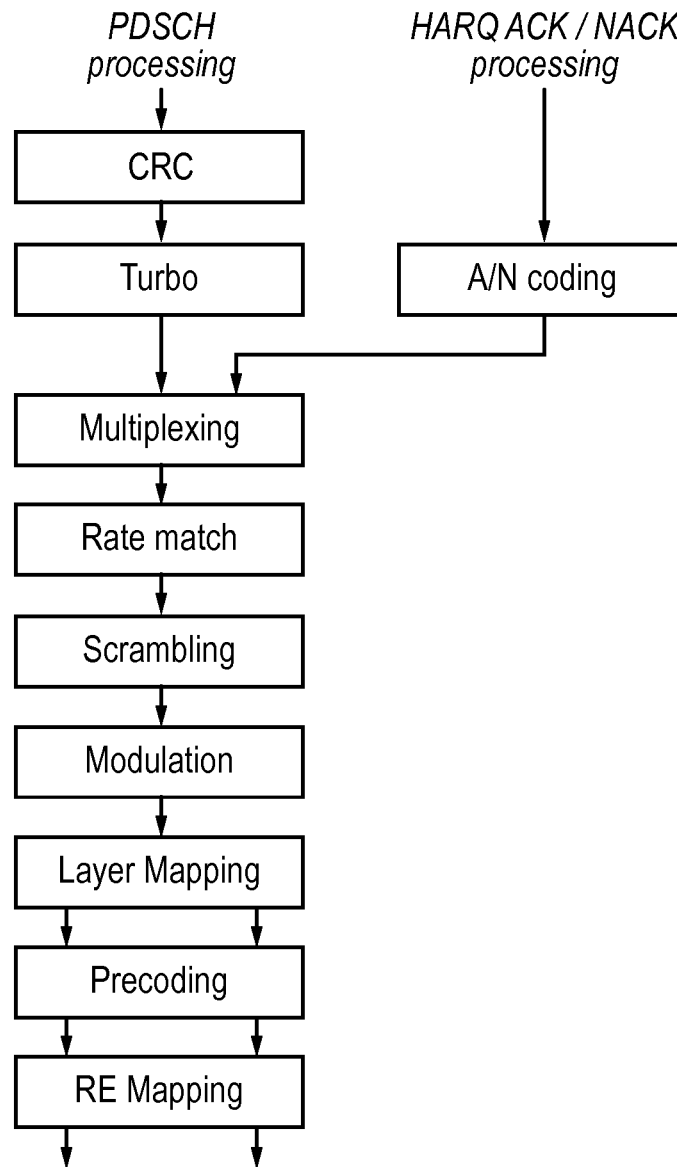 PDSCH
processing
HARQ ACK / NACK
processing
CRC
Turbo
A/N coding
Multiplexing
Rate match
Scrambling
Modulation
Layer Mapping
Precoding
RE Mapping